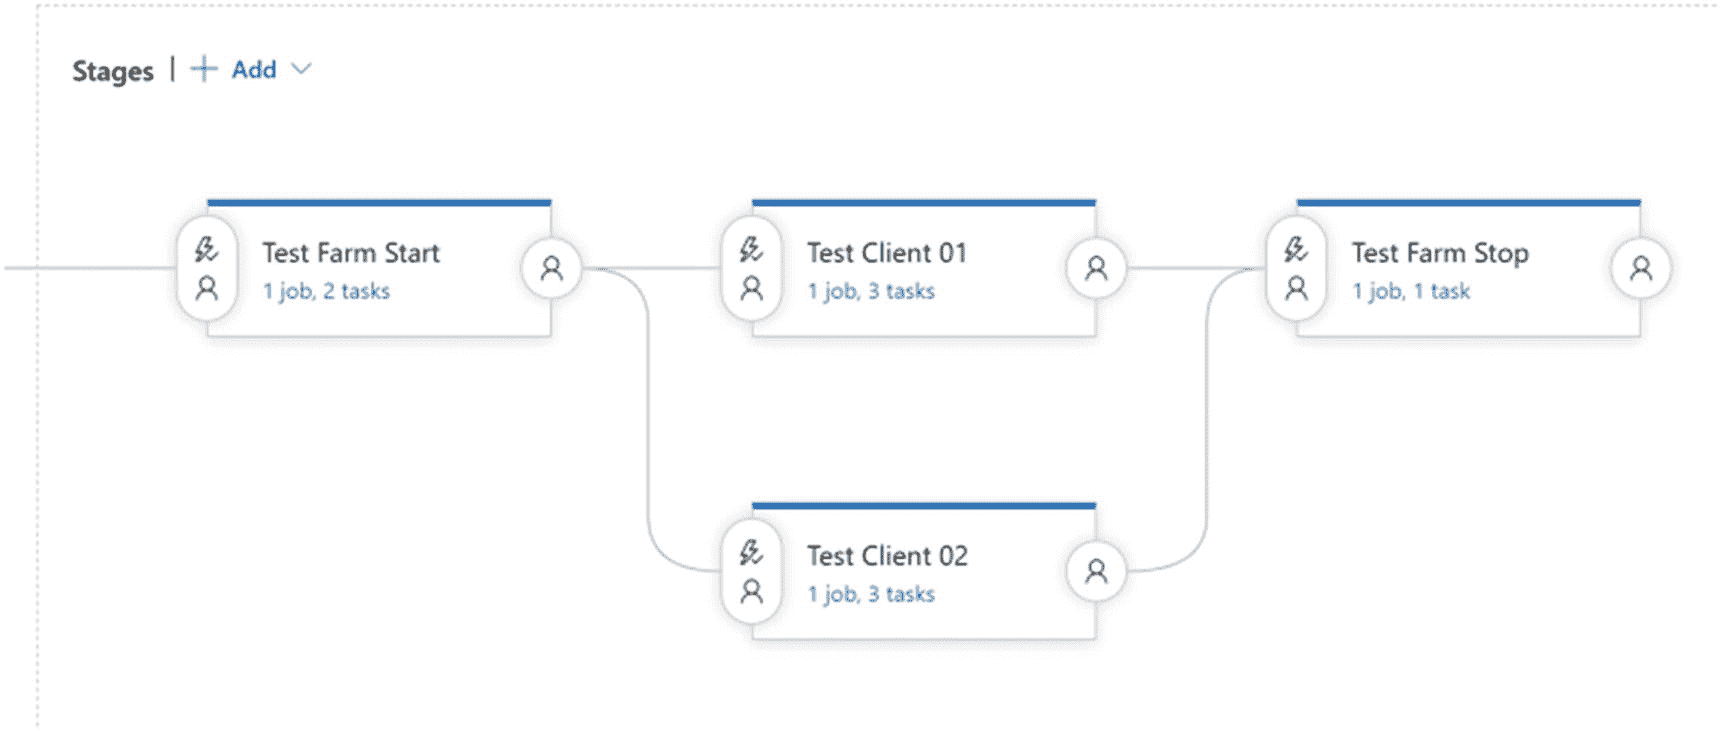 Stages | + Add
Test Farm Start
1 job, 2 tasks
Test Client 01
1 job, 3 tasks
Test Farm Stop
1 job, 1 task
Test Client 02
1 job, 3 tasks